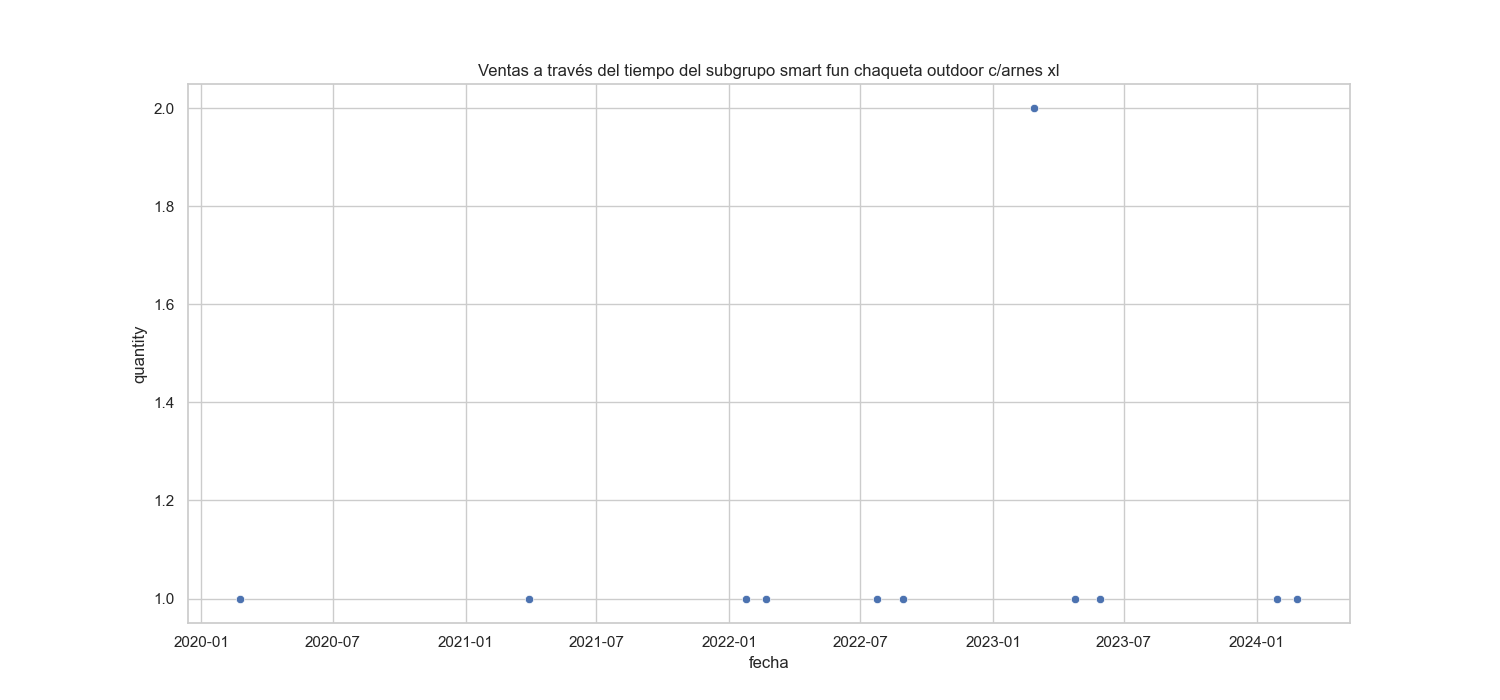 Ventas a través del tiempo del subgrupo smart fun chaqueta outdoor c/arnes xl
2.0
1.8
1.6
1.4
1.2
1.0
quantity
2020-01 2020-07 2021-01 2021-07 2022-01 2022-07 2023-01 2023-07 2024-01
fecha